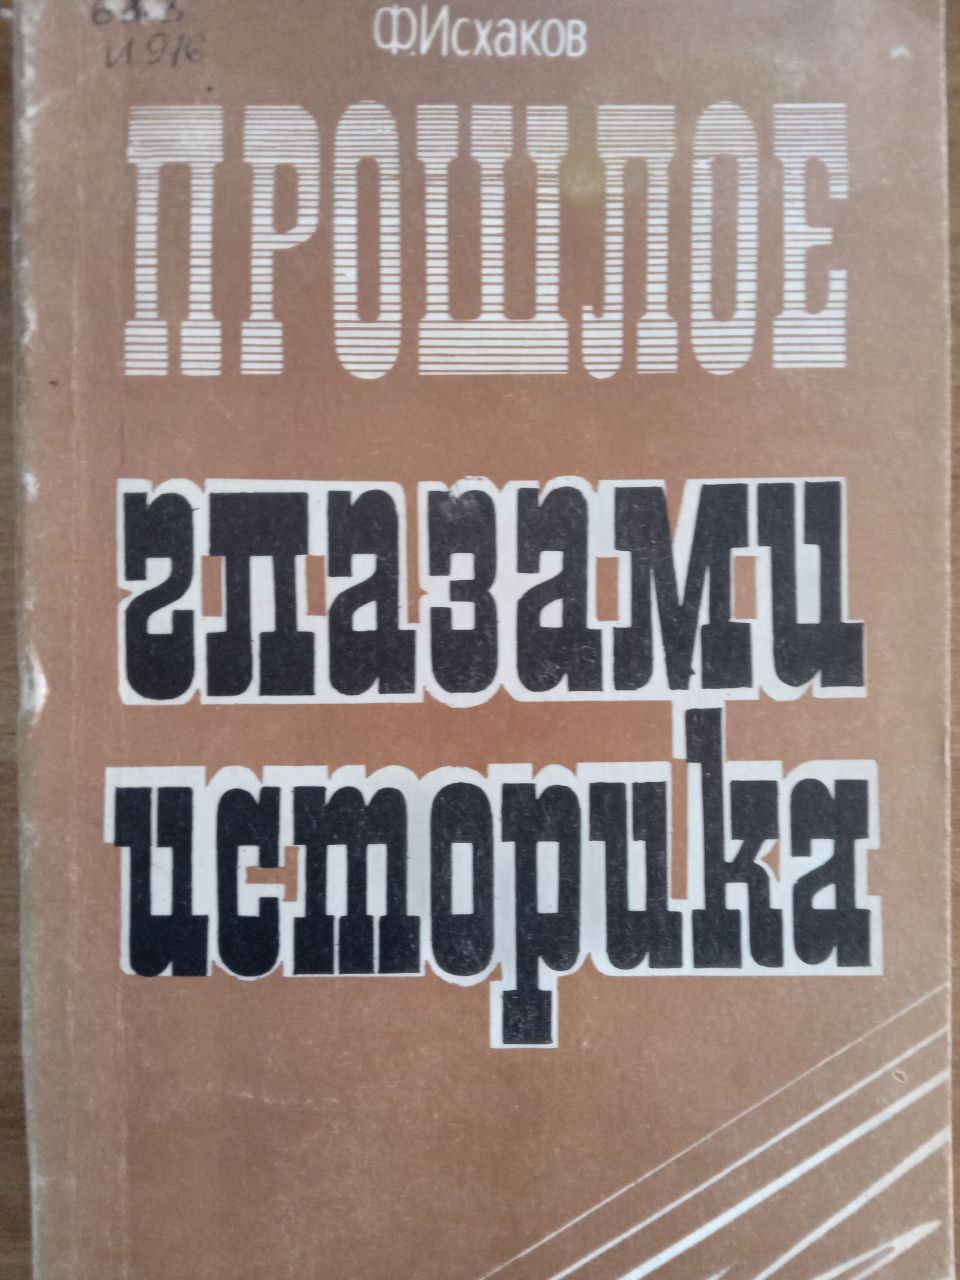 63.3
И 916
Ф.Исхаков
ПРОШЛОЕ
глазами
историка